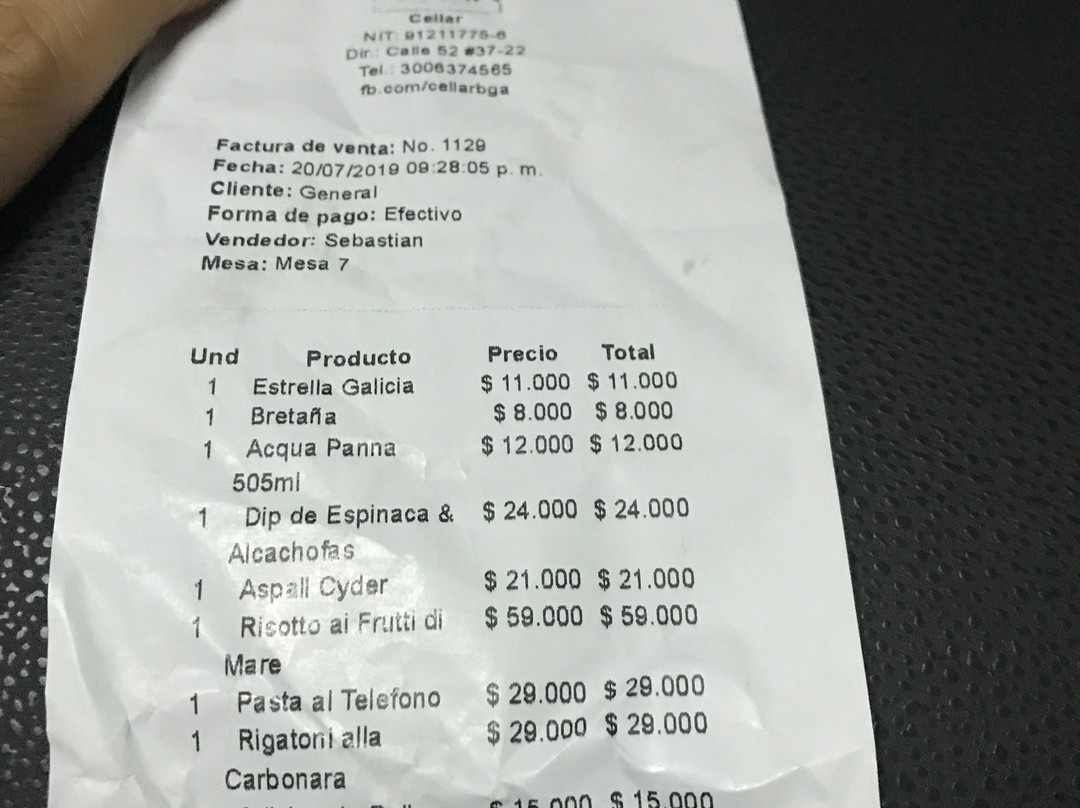 Cellar
NIT: 91211776-6
Dir.: Calle 52 #37-22
Tel.: 3006374565
fb.com/cellarbga
Factura de venta: No. 1129
Fecha: 20/07/2019 09:28:05 p. m.
Cliente: General
Forma de pago: Efectivo
Vendedor: Sebastian
Mesa: Mesa 7
Und Producto Precio Total
1 Estrella Galicia $ 11.000 $ 11.000
1 Bretaña $ 8.000 $ 8.000
1 Acqua Panna $ 12.000 $ 12.000
505ml
1 Dip de Espinaca & $ 24.000 $ 24.000
Alcachofas
1 Aspall Cyder $ 21.000 $ 21.000
1 Risotto ai Frutti di $ 59.000 $ 59.000
Mare
1 Pasta al Telefono $ 29.000 $ 29.000
1 Rigatoni alla $ 29.000 $ 29.000
Carbonara
$ 15.000 $ 15.000